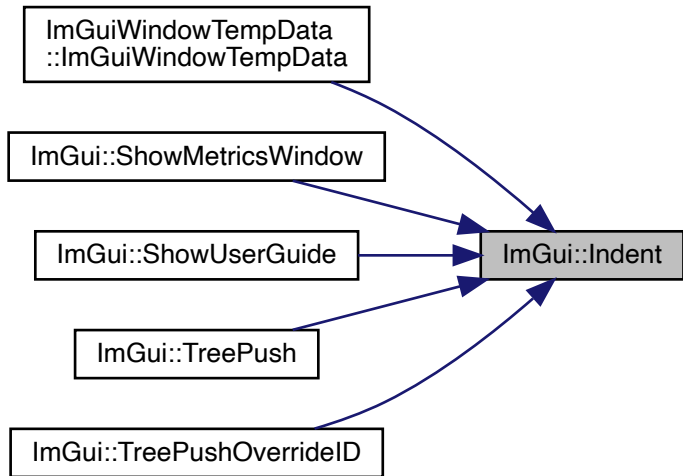 ImGuiWindowTempData
::ImGuiWindowTempData
ImGui::ShowMetricsWindow
ImGui::ShowUserGuide
ImGui::Indent
ImGui::TreePush
ImGui::TreePushOverrideID